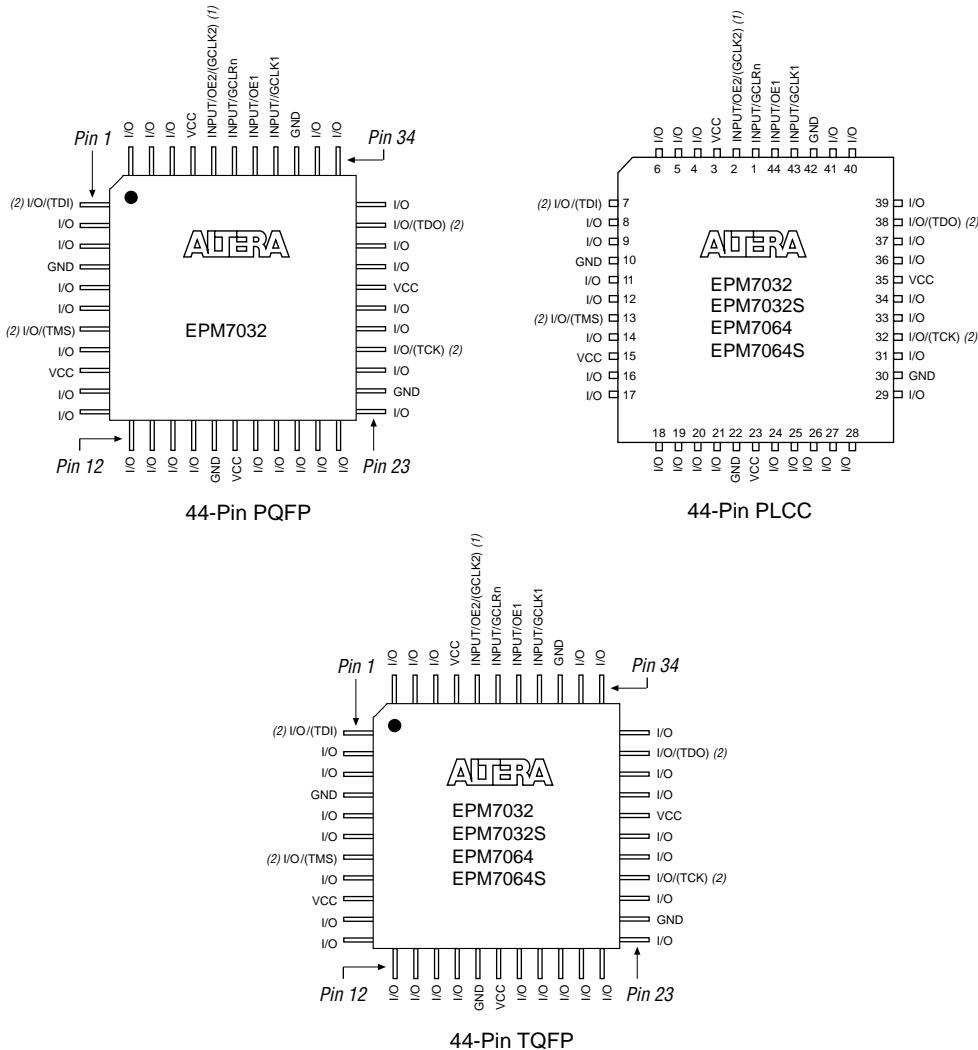 I/O
I/O
I/O
VCC
INPUT/OE2/(GCLK2) (1)
INPUT/GCLRn
INPUT/OE1
INPUT//GCLK1
GND
I/O
I/O
Pin 1
Pin 34
(2) I/O/(TDI)
I/O
I/O
GND
I/O
I/O
(2) I/O/(TMS)
I/O
VCC
I/O
I/O
ALTERA
EPM7032
I/O
I/O/(TDO) (2)
I/O
I/O
VCC
I/O
I/O
I/O/(TCK) (2)
I/O
GND
I/O
Pin 12
Pin 23
I/O
I/O
I/O
I/O
GND
VCC
I/O
I/O
I/O
I/O
I/O
44-Pin PQFP
I/O
I/O
I/O
VCC
INPUT/OE2/(GCLK2) (1)
INPUT/GCLRn
INPUT/OE1
INPUT/GCLK1
GND
I/O
I/O
6 5 4 3 2 1 44 43 42 41 40
(2) I/O/(TDI) 7
I/O 8
I/O 9
GND 10
I/O 11
I/O 12
(2) I/O/(TMS) 13
I/O 14
VCC 15
I/O 16
I/O 17
ALTERA
EPM7032
EPM7032S
EPM7064
EPM7064S
39 I/O
38 I/O/(TDO) (2)
37 I/O
36 I/O
35 VCC
34 I/O
33 I/O
32 I/O/(TCK) (2)
31 I/O
30 GND
29 I/O
18 19 20 21 22 23 24 25 26 27 28
I/O
I/O
I/O
I/O
GND
VCC
I/O
I/O
I/O
I/O
I/O
44-Pin PLCC
I/O
I/O
I/O
VCC
INPUT/OE2/(GCLK2) (1)
INPUT/GCLRn
INPUT/OE1
INPUT/GCLK1
GND
I/O
I/O
Pin 1
Pin 34
(2) I/O/(TDI)
I/O
I/O
GND
I/O
I/O
(2) I/O/(TMS)
I/O
VCC
I/O
I/O
ALTERA
EPM7032
EPM7032S
EPM7064
EPM7064S
I/O
I/O/(TDO) (2)
I/O
I/O
VCC
I/O
I/O
I/O/(TCK) (2)
I/O
GND
I/O
Pin 12
Pin 23
I/O
I/O
I/O
I/O
GND
VCC
I/O
I/O
I/O
I/O
I/O
44-Pin TQFP